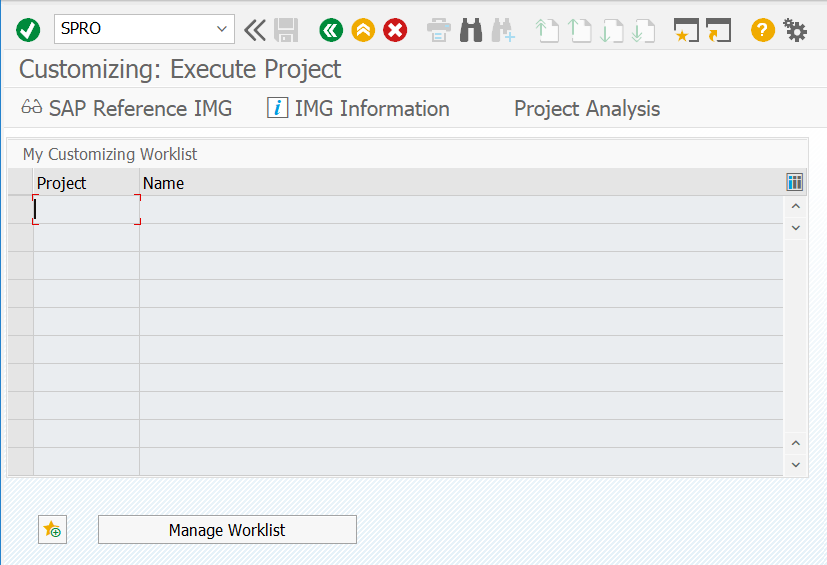 SPRO
Customizing: Execute Project
SAP Reference IMG i IMG Information Project Analysis
My Customizing Worklist
Project Name
Manage Worklist